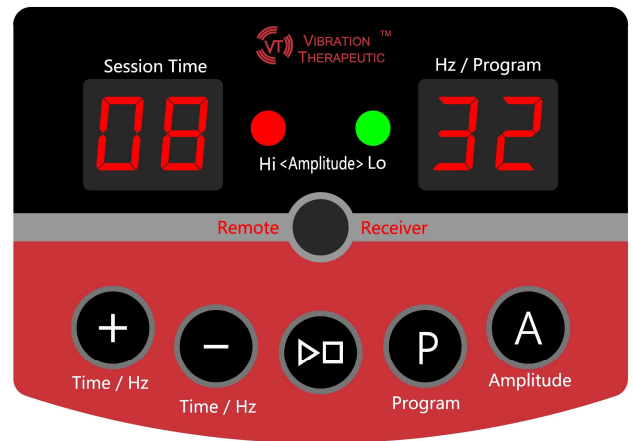 VT VIBRATION ™
THERAPEUTIC
Session Time
Hz / Program
08
32
Hi <Amplitude> Lo
Remote Receiver
+
−
P
A
Time / Hz
Time / Hz
Program
Amplitude